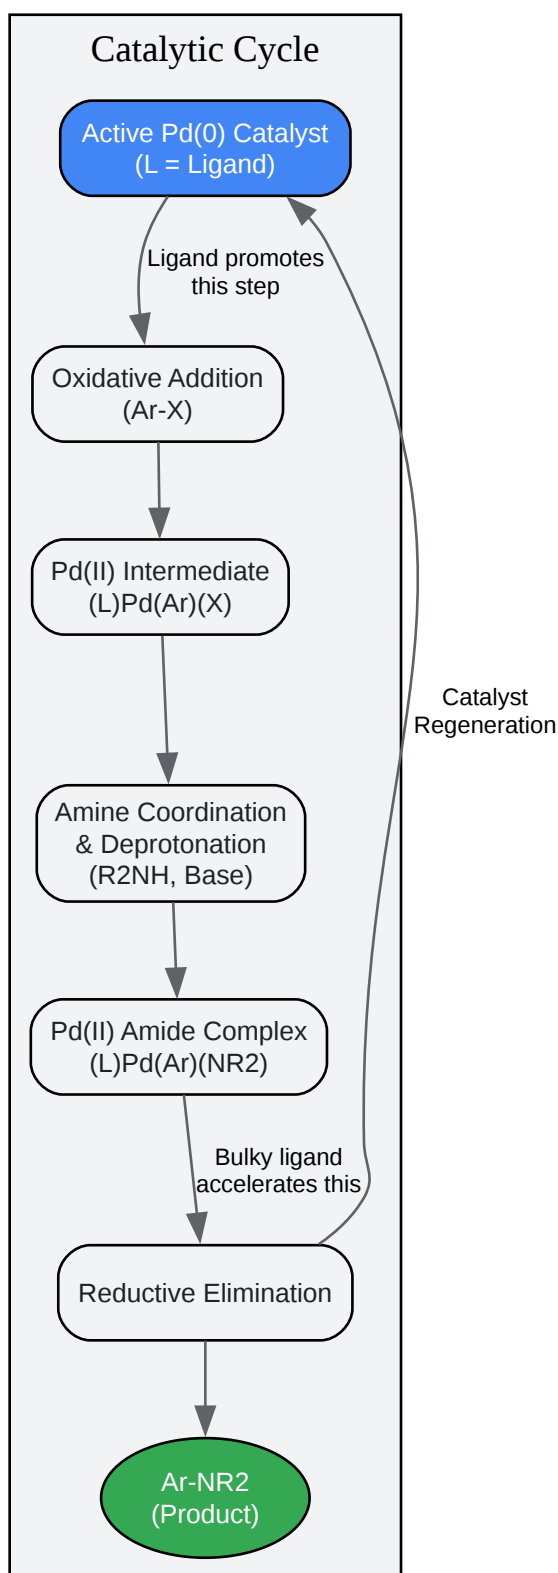 Catalytic Cycle
Active Pd(0) Catalyst
(L = Ligand)
Ligand promotes
this step
Oxidative Addition
(Ar-X)
Pd(II) Intermediate
(L)Pd(Ar)(X)
Catalyst
Regeneration
Amine Coordination
& Deprotonation
(R2NH, Base)
Pd(II) Amide Complex
(L)Pd(Ar)(NR2)
Bulky ligand
accelerates this
Reductive Elimination
Ar-NR2
(Product)